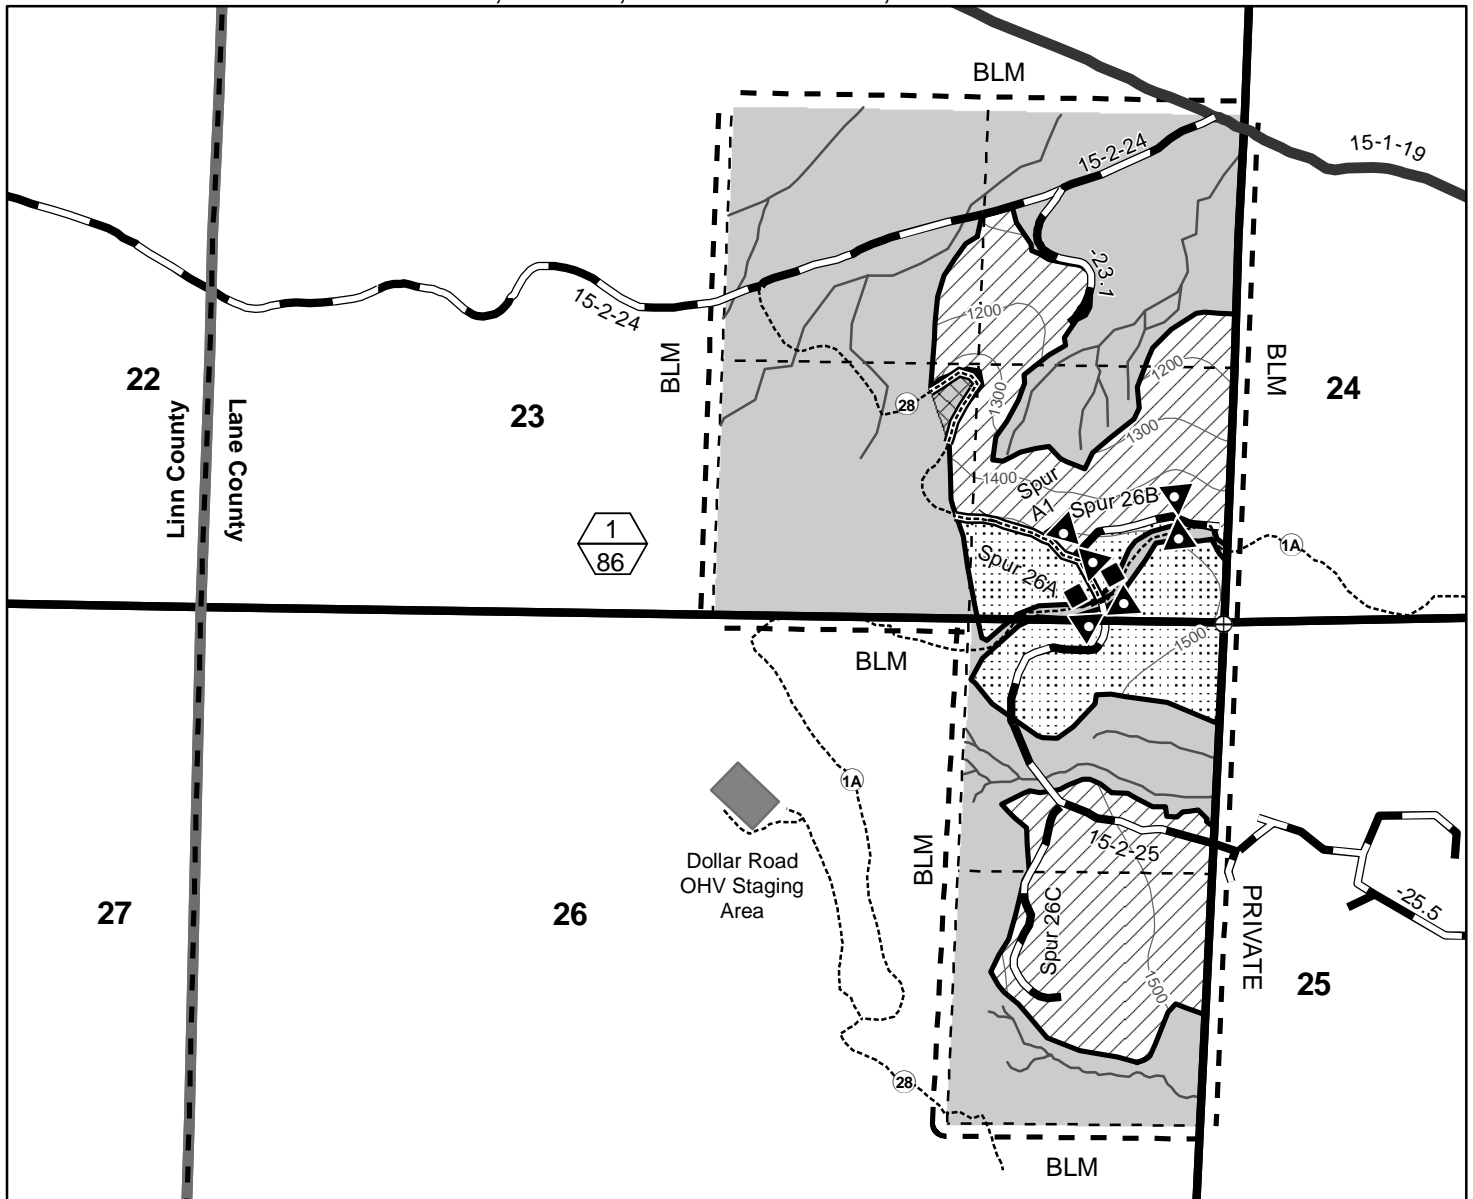 BLM
15-1-19
15-2-24
-23.1
15-2-24
1200
BLM
BLM
22
23
24
1200
28
1300
1300
Linn County
Lane County
1400
Spur
A1
Spur 26B
1
86
Spur 26A
1A
BLM
1500
1A
Dollar Road
OHV Staging
Area
BLM
15-2-25
PRIVATE
-25.5
27
26
Spur 26C
1500
25
28
BLM